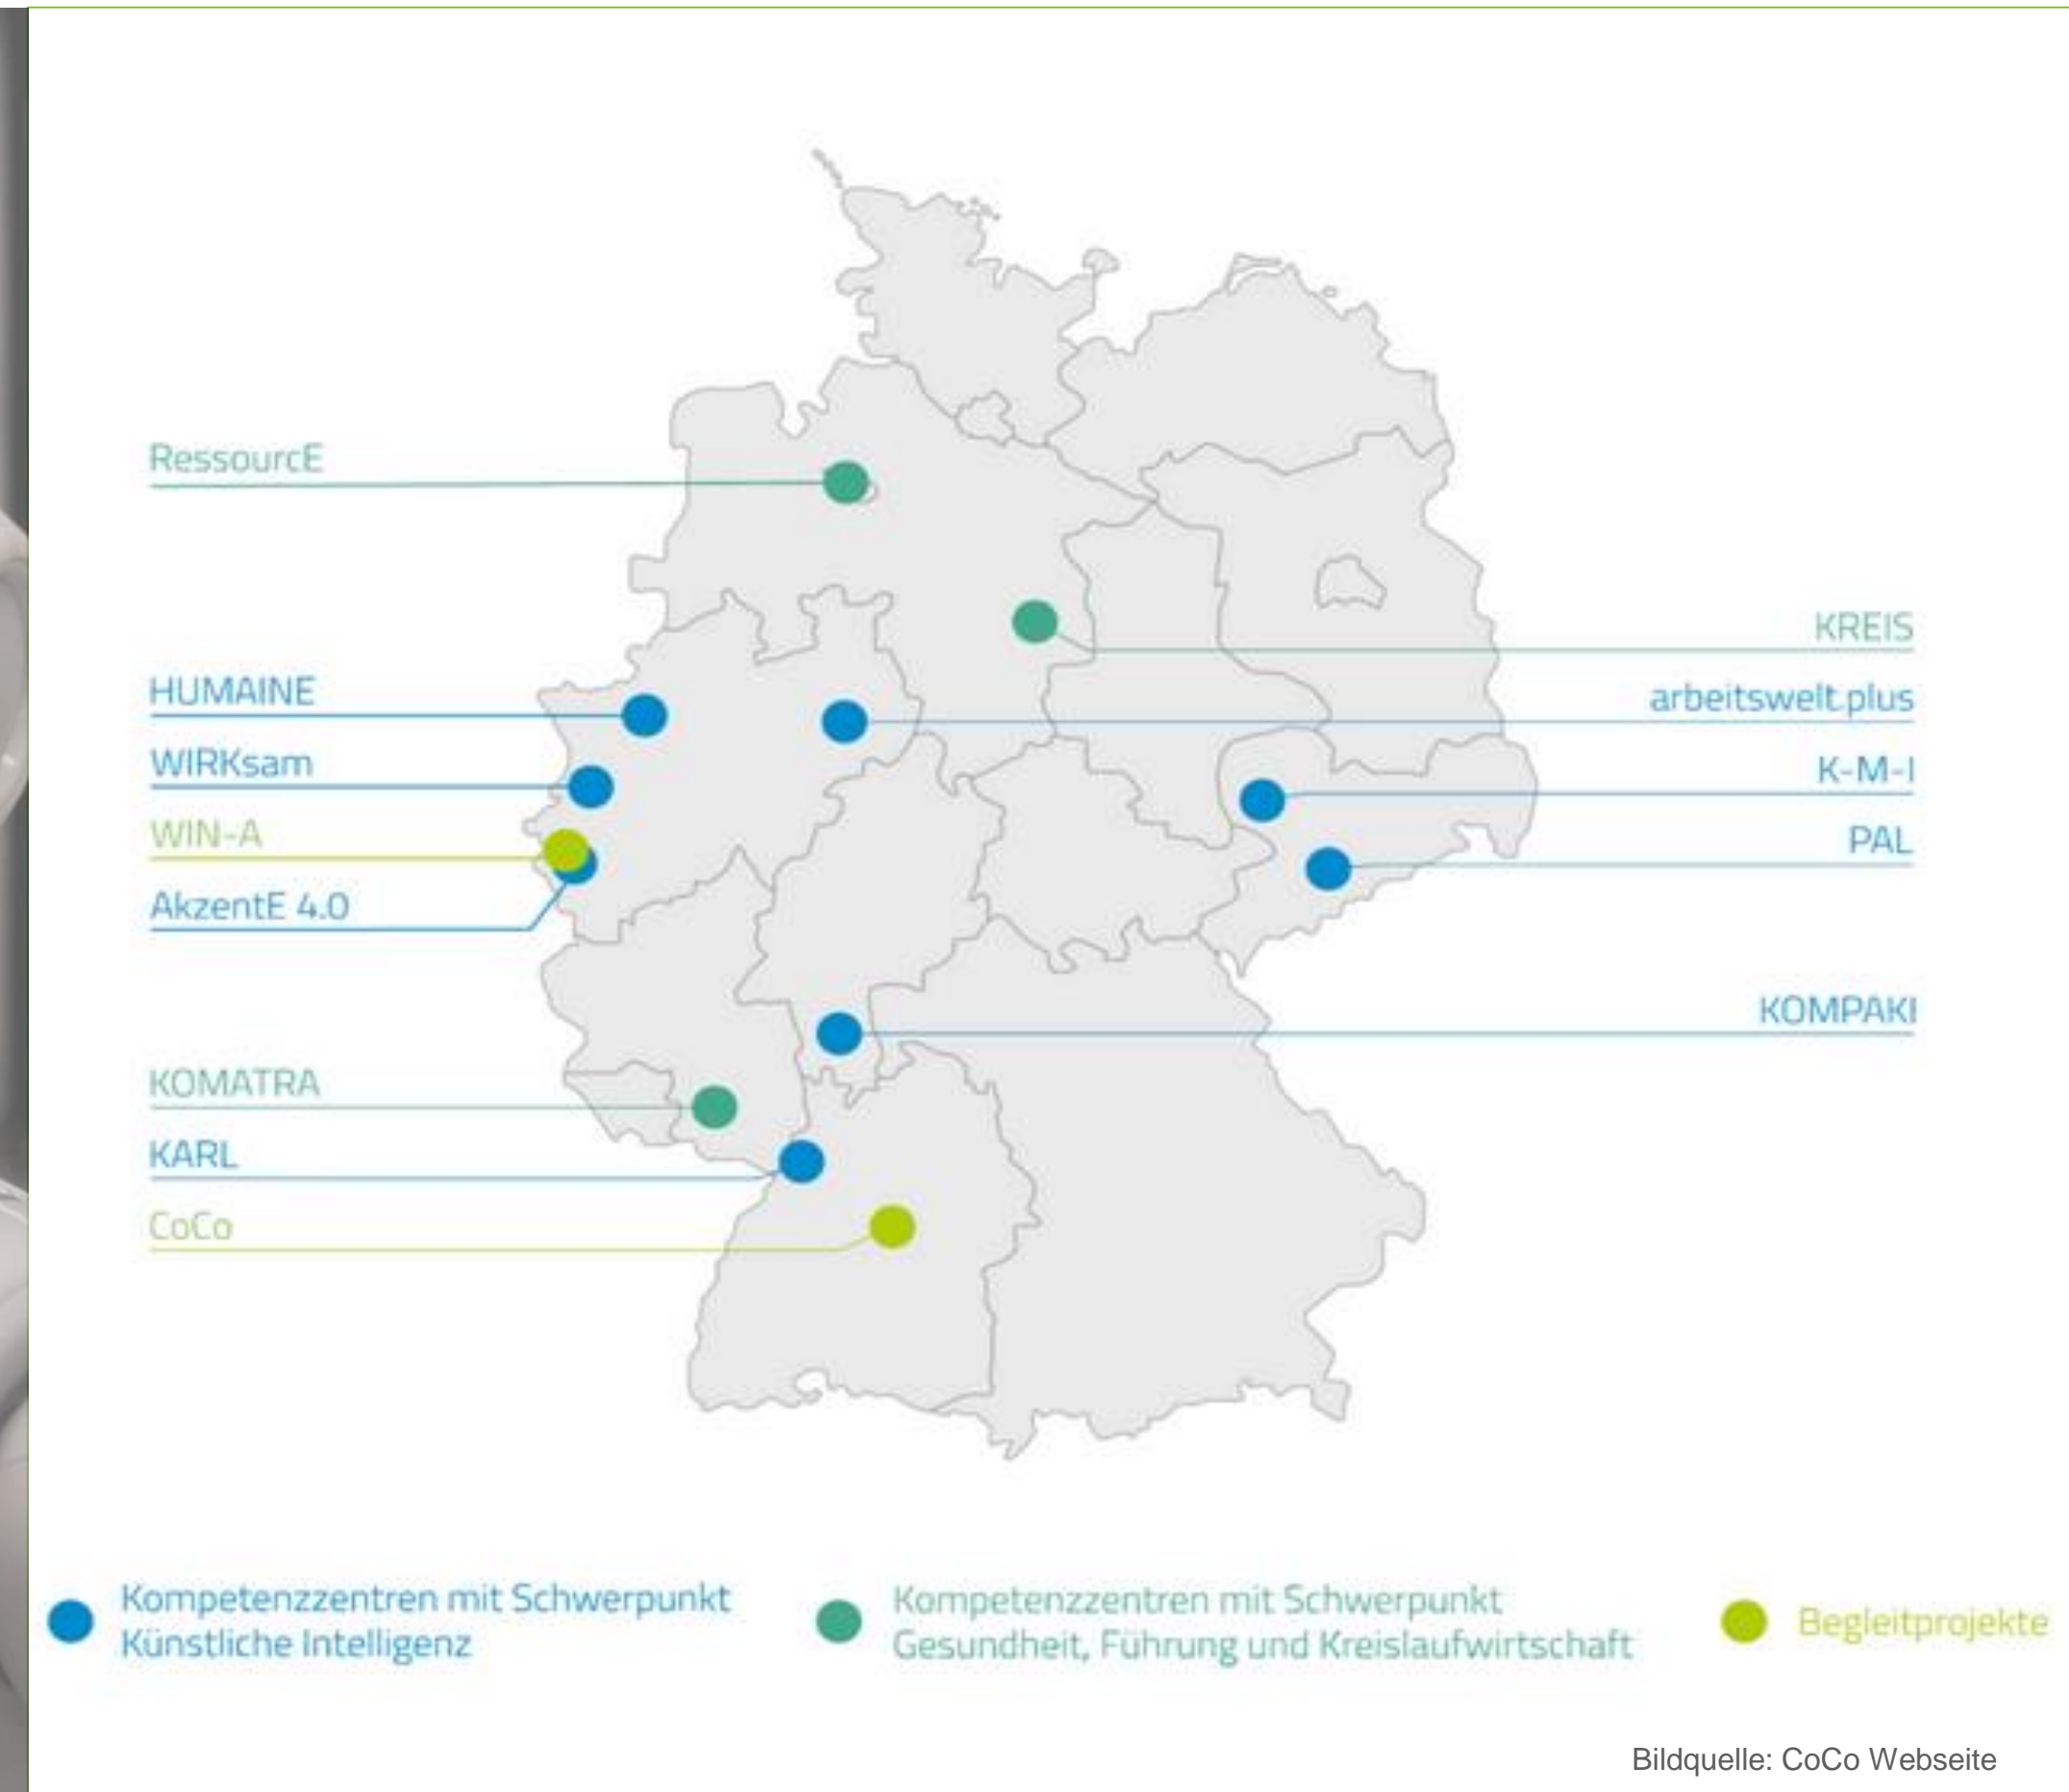 RessourcE
HUMAINE
WIRKsam
WIN-A
AkzentE 4.0
KOMATRA
KARL
CoCo
KREIS
arbeitswelt.plus
K-M-I
PAL
KOMPAKI
Kompetenzzentren mit Schwerpunkt
Künstliche Intelligenz
Kompetenzzentren mit Schwerpunkt
Gesundheit, Führung und Kreislaufwirtschaft
Begleitprojekte
Bildquelle: CoCo Webseite